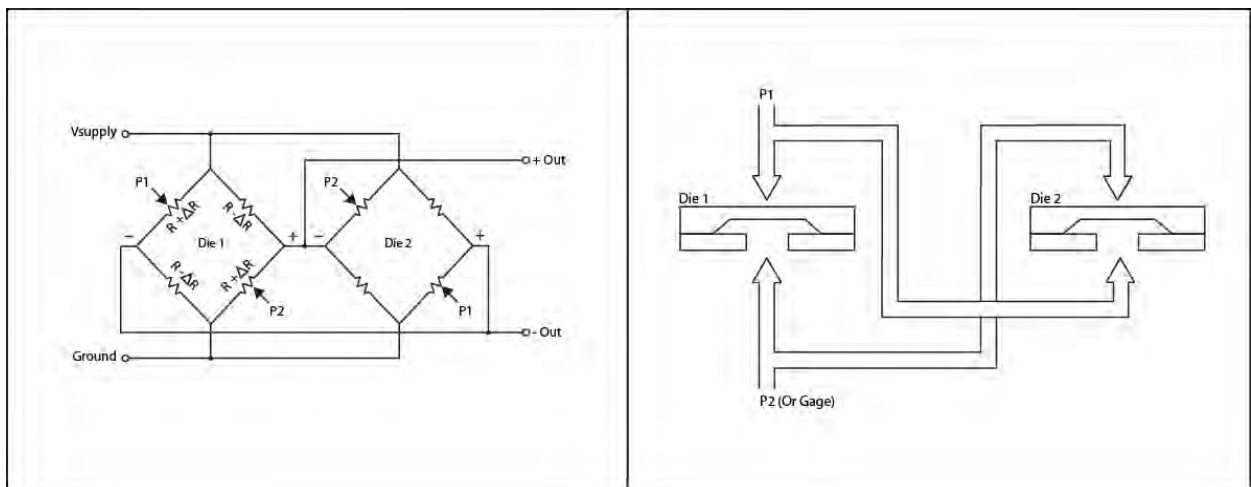 Vsupply
+ Out
P1
P2
R + ΔR
R - ΔR
-
Die 1
+
-
Die 2
+
R - ΔR
R + ΔR
P2
P1
- Out
Ground
P1
Die 1
Die 2
P2 (Or Gage)